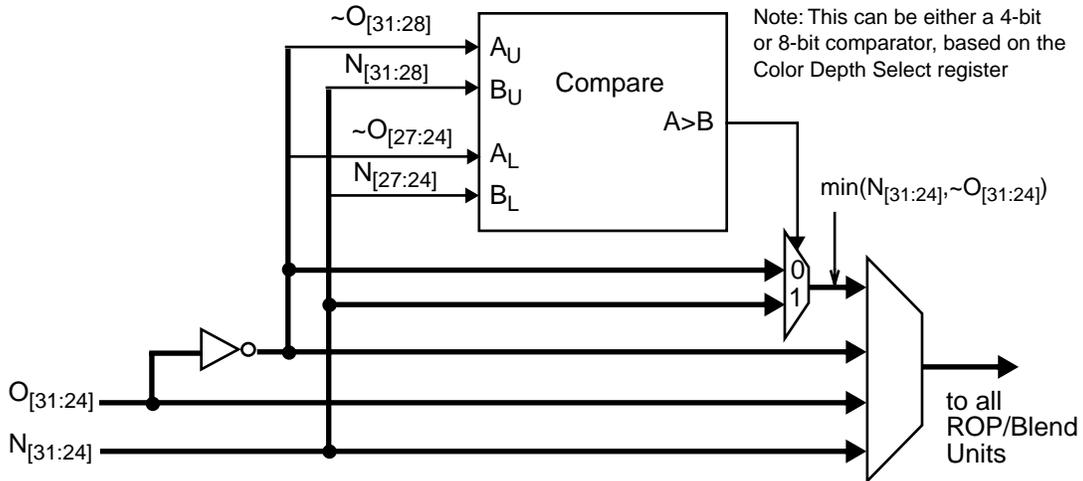 ~O[31:28]
N[31:28]
~O[27:24]
N[27:24]
AU
BU
AL
BL
Compare
A>B
Note: This can be either a 4-bit
or 8-bit comparator, based on the
Color Depth Select register
min(N[31:24],~O[31:24])
0
1
O[31:24]
N[31:24]
to all
ROP/Blend
Units